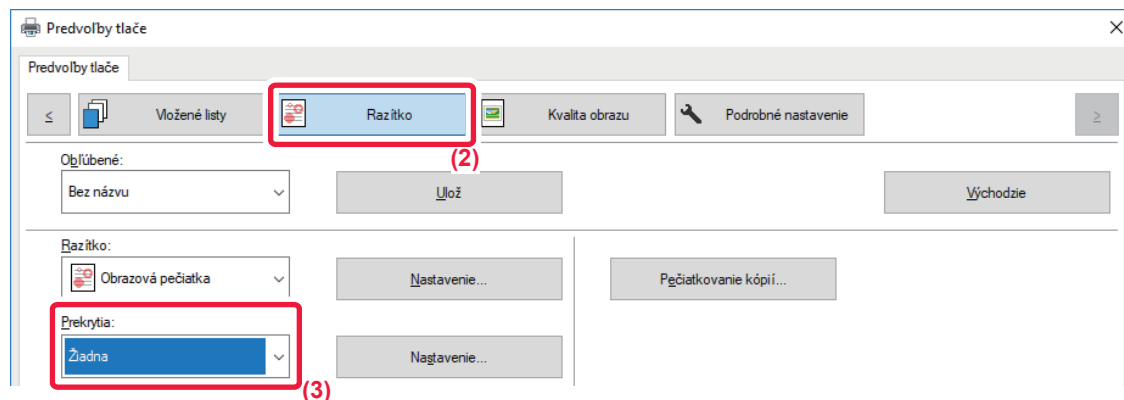 Predvoľby tlače
Predvoľby tlače
< Vložené listy Razítko Kvalita obrazu Podrobné nastavenie >
(2)
Obľúbené:
Bez názvu Ulož Východzie
Razítko:
Obrazová pečiatka Nastavenie... Pečiatkovanie kópií...
Prekrytia:
Žiadna Nastavenie...
(3)